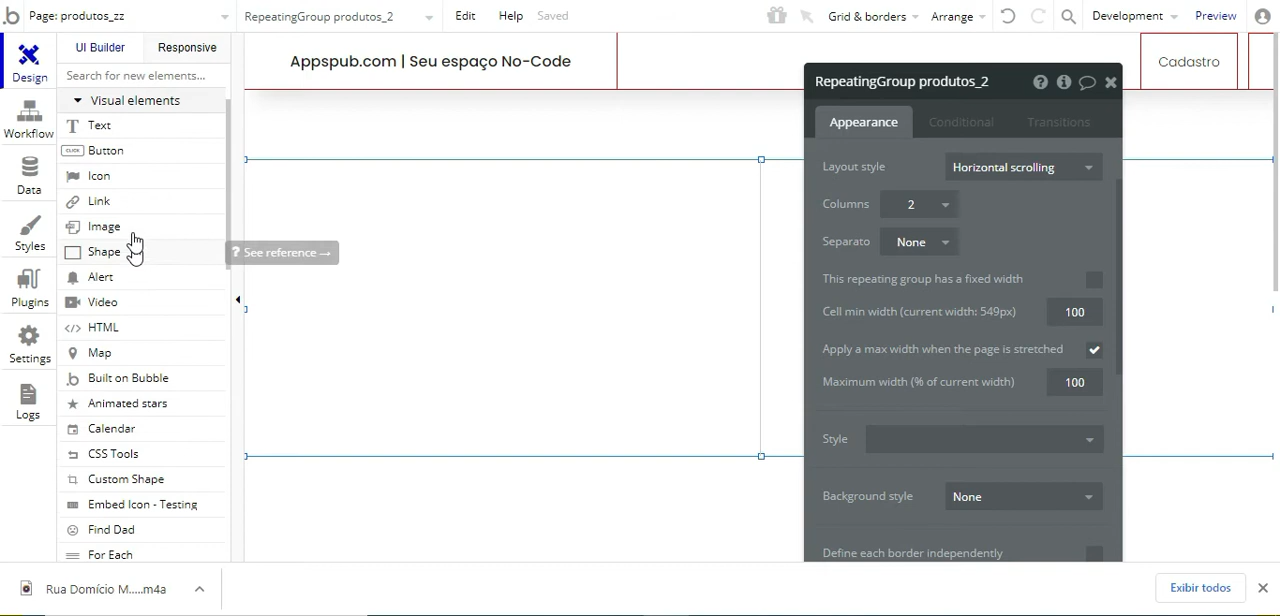 b Page: produtos_zz RepeatingGroup produtos_2 Edit Help Saved Grid & borders Arrange Development Preview
Design
Workflow
Data
Styles
Plugins
Settings
Logs
UI Builder Responsive
Search for new elements...
Visual elements
Text
CLICK Button
Icon
Link
Image
Shape
Alert
Video
</> HTML
Map
b Built on Bubble
Animated stars
Calendar
CSS Tools
Custom Shape
Embed Icon - Testing
Find Dad
For Each
? See reference →
Appspub.com | Seu espaço No-Code
Cadastro
RepeatingGroup produtos_2
Appearance Conditional Transitions
Layout style Horizontal scrolling
Columns 2
Separato None
This repeating group has a fixed width
Cell min width (current width: 549px) 100
Apply a max width when the page is stretched
Maximum width (% of current width) 100
Style
Background style None
Define each border independently
Rua Domício M.....m4a
Exibir todos